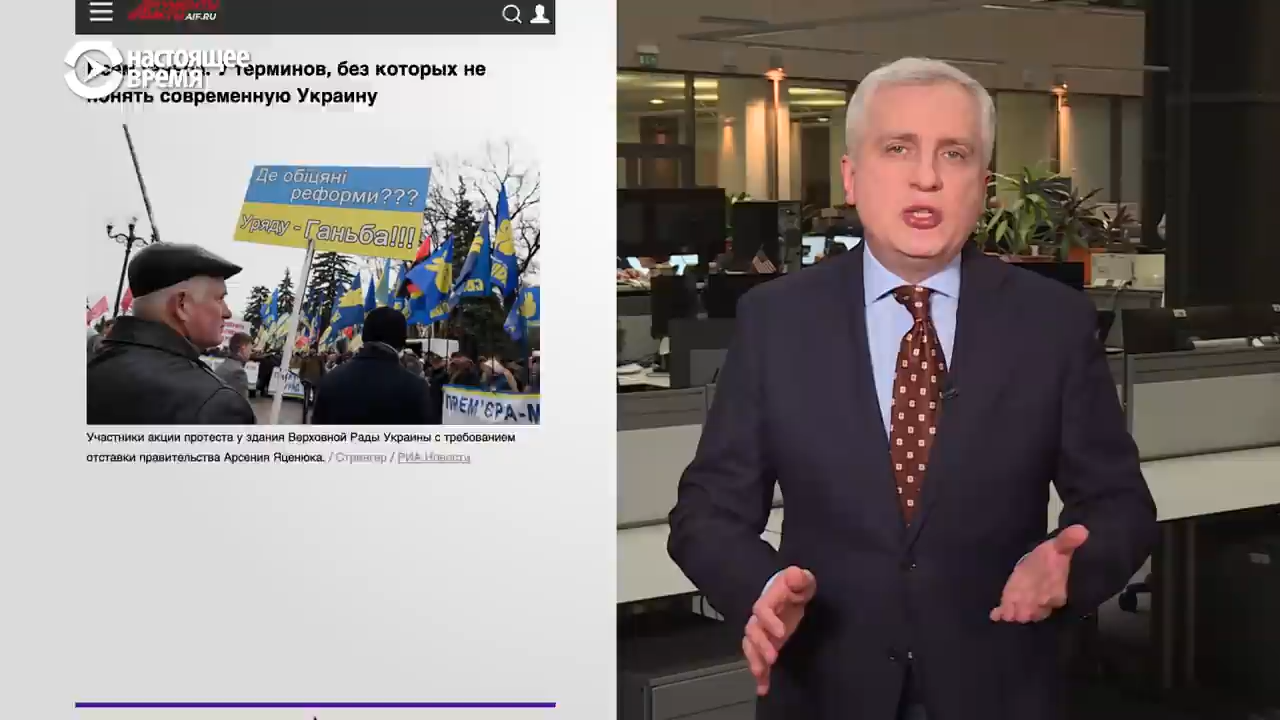 AIF.RU
НАСТОЯЩЕЕ
ВРЕМЯ
терминов, без которых не
понять современную Украину
Де обіцяні
реформи???
Уряду - Ганьба!!!
ПРЕМ'ЄРА-М
Участники акции протеста у здания Верховной Рады Украины с требованием
отставки правительства Арсения Яценюка. / Стрингер / РИА Новости